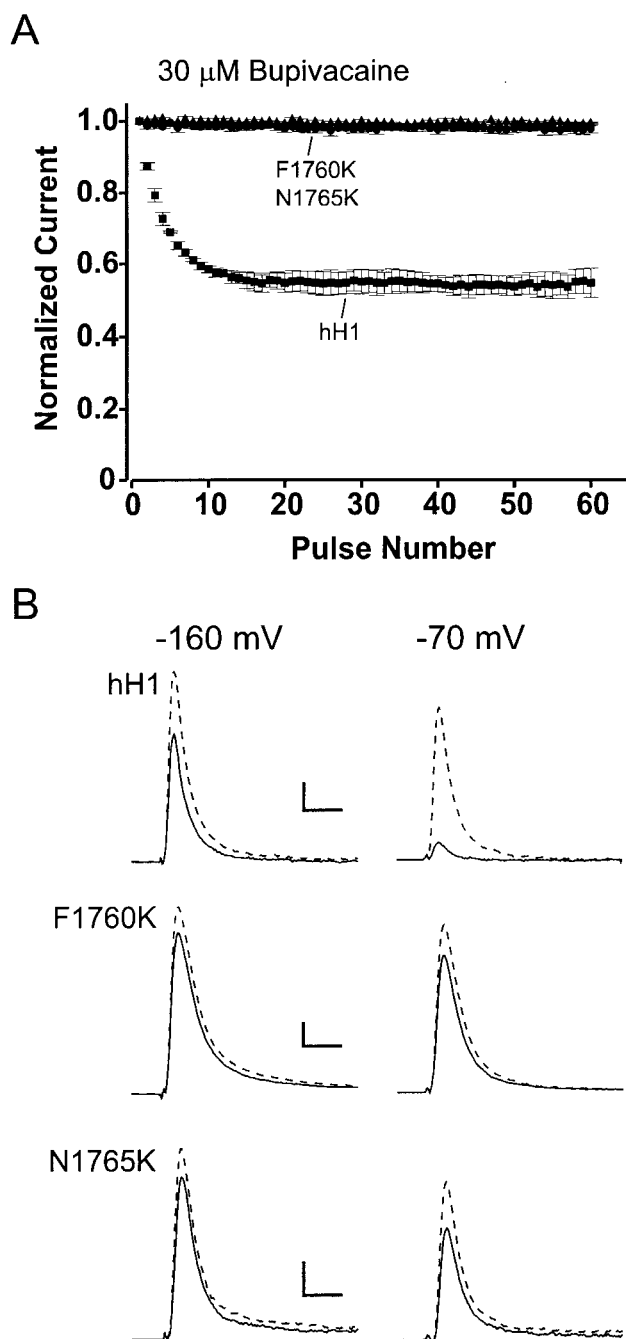 A
30 μM Bupivacaine
1.0
0.8
0.6
0.4
0.2
0
Normalized Current
F1760K
N1765K
hH1
0 10 20 30 40 50 60
Pulse Number
B
-160 mV -70 mV
hH1
F1760K
N1765K